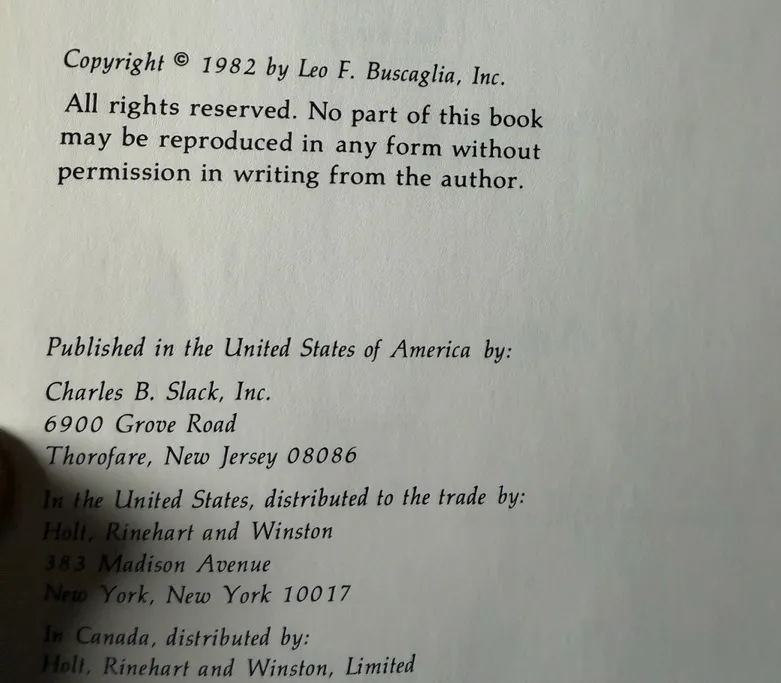 Copyright © 1982 by Leo F. Buscaglia, Inc.
All rights reserved. No part of this book
may be reproduced in any form without
permission in writing from the author.
Published in the United States of America by:
Charles B. Slack, Inc.
6900 Grove Road
Thorofare, New Jersey 08086
In the United States, distributed to the trade by:
Holt, Rinehart and Winston
383 Madison Avenue
New York, New York 10017
In Canada, distributed by:
Holt, Rinehart and Winston, Limited